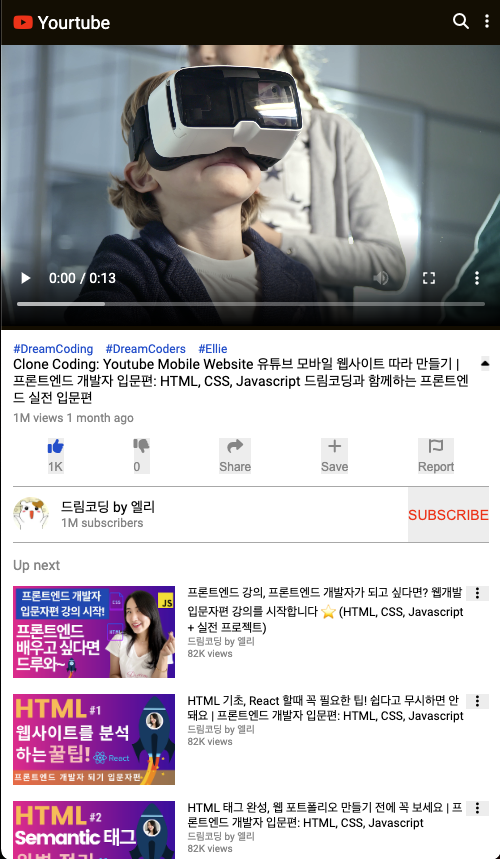 Yourtube
0:00 / 0:13
#DreamCoding #DreamCoders #Ellie
Clone Coding: Youtube Mobile Website 유튜브 모바일 웹사이트 따라 만들기 |
프론트엔드 개발자 입문편: HTML, CSS, Javascript 드림코딩과 함께하는 프론트엔
드 실전 입문편
1M views 1 month ago
1K
0
Share
Save
Report
드림코딩 by 엘리
1M subscribers
SUBSCRIBE
Up next
프론트엔드 개발자
입문자편 강의 시작!
CSS
JS
HTML
프론트엔드
배우고 싶다면
드루와~
프론트엔드 강의, 프론트엔드 개발자가 되고 싶다면? 웹개발
입문자편 강의를 시작합니다 ⭐ (HTML, CSS, Javascript
+ 실전 프로젝트)
드림코딩 by 엘리
82K views
HTML #1
웹사이트를 분석
하는 꿀팁!
React
프론트엔드 개발자 되기 입문자편
HTML 기초, React 할때 꼭 필요한 팁! 쉽다고 무시하면 안
돼요 | 프론트엔드 개발자 입문편: HTML, CSS, Javascript
드림코딩 by 엘리
82K views
HTML #2
Semantic 태그
HTML 태그 완성, 웹 포트폴리오 만들기 전에 꼭 보세요 | 프
론트엔드 개발자 입문편: HTML, CSS, Javascript
드림코딩 by 엘리
82K views